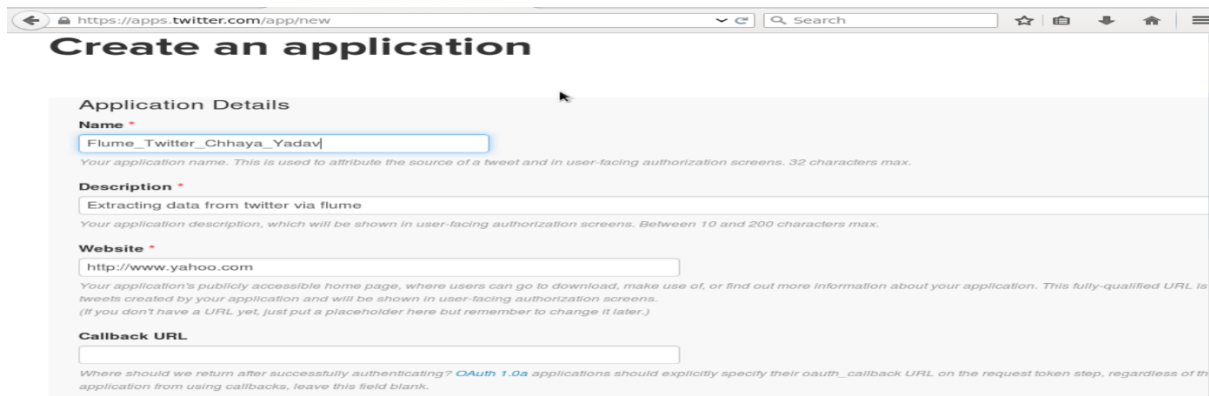 https://apps.twitter.com/app/new
Search
Create an application
Application Details
Name *
Flume_Twitter_Chhaya_Yadav
Your application name. This is used to attribute the source of a tweet and in user-facing authorization screens. 32 characters max.
Description *
Extracting data from twitter via flume
Your application description, which will be shown in user-facing authorization screens. Between 10 and 200 characters max.
Website *
http://www.yahoo.com
Your application's publicly accessible home page, where users can go to download, make use of, or find out more information about your application. This fully-qualified URL is
tweets created by your application and will be shown in user-facing authorization screens.
(If you don't have a URL yet, just put a placeholder here but remember to change it later.)
Callback URL
Where should we return after successfully authenticating? OAuth 1.0a applications should explicitly specify their oauth_callback URL on the request token step, regardless of th
application from using callbacks, leave this field blank.